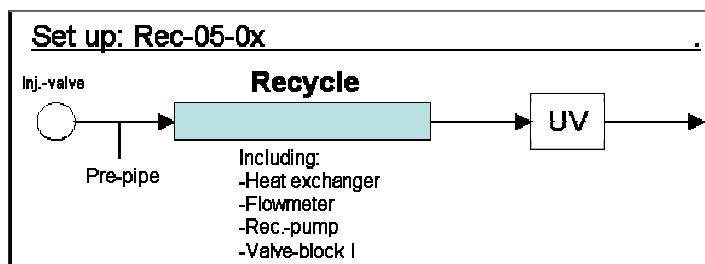 Set up: Rec-05-0x .
Inj.-valve
Recycle
UV
Pre-pipe
Including:
-Heat exchanger
-Flowmeter
-Rec.-pump
-Valve-block I